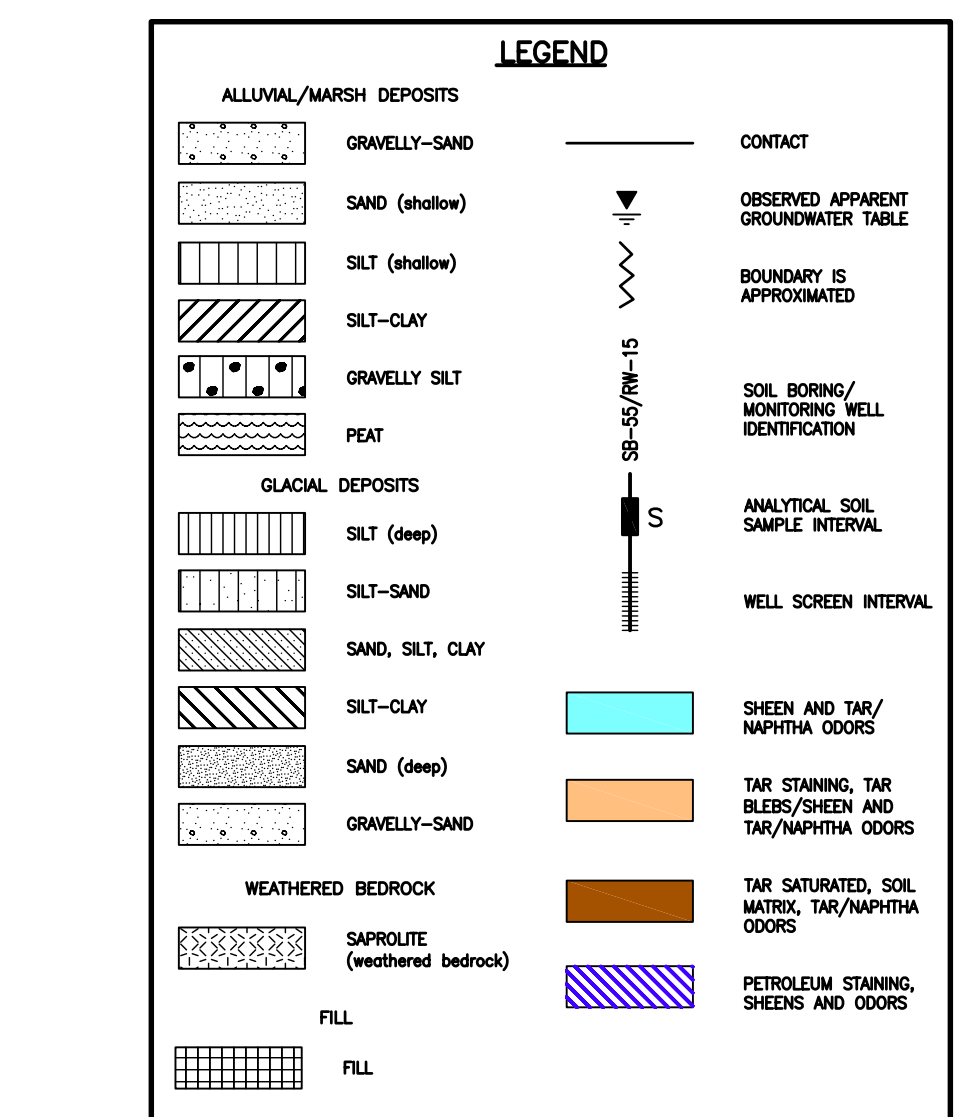 LEGEND
ALLUVIAL/MARSH DEPOSITS
GRAVELLY-SAND
SAND (shallow)
SILT (shallow)
SILT-CLAY
GRAVELLY SILT
PEAT
GLACIAL DEPOSITS
SILT (deep)
SILT-SAND
SAND, SILT, CLAY
SILT-CLAY
SAND (deep)
GRAVELLY-SAND
WEATHERED BEDROCK
SAPROLITE
(weathered bedrock)
FILL
FILL
CONTACT
OBSERVED APPARENT
GROUNDWATER TABLE
BOUNDARY IS
APPROXIMATED
SB-55/RW-15
SOIL BORING/
MONITORING WELL
IDENTIFICATION
S
ANALYTICAL SOIL
SAMPLE INTERVAL
WELL SCREEN INTERVAL
SHEEN AND TAR/
NAPHTHA ODORS
TAR STAINING, TAR
BLEBS/SHEEN AND
TAR/NAPHTHA ODORS
TAR SATURATED, SOIL
MATRIX, TAR/NAPHTHA
ODORS
PETROLEUM STAINING,
SHEENS AND ODORS